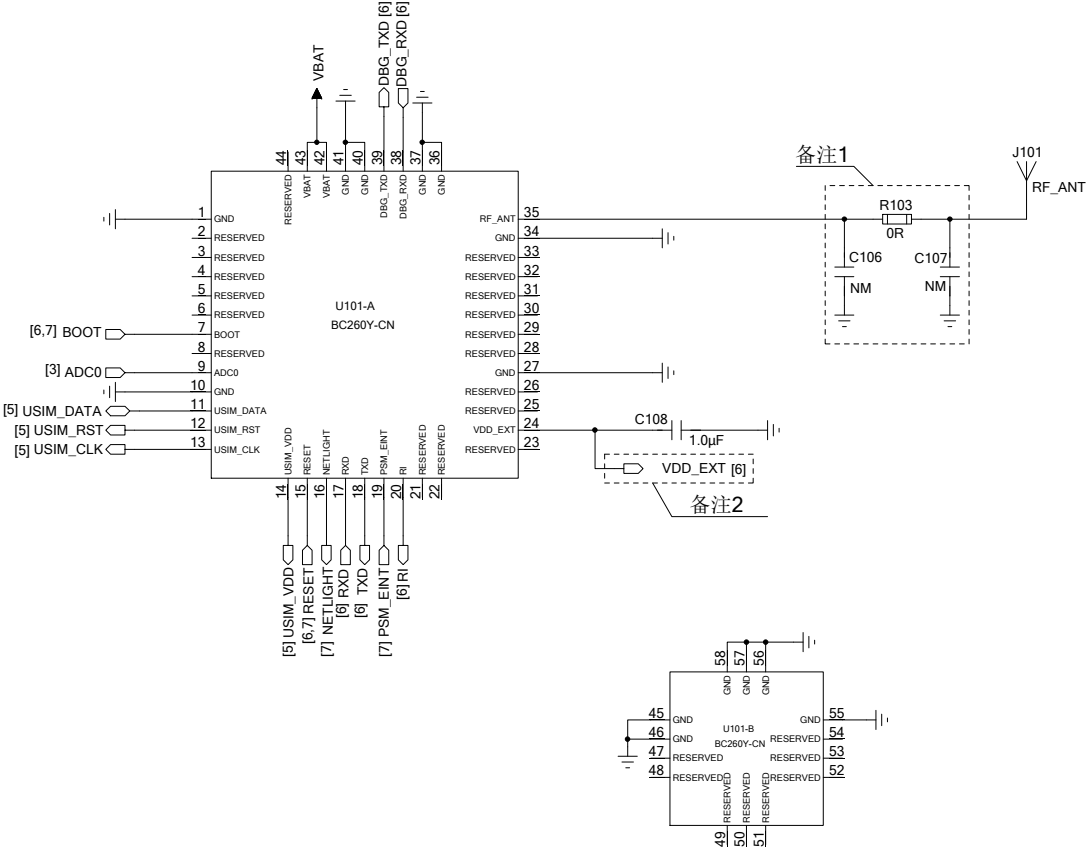 DBG_TXD [6]
DBG_RXD [6]
VBAT
44
43
42
41
40
39
38
37
36
RESERVED
VBAT
VBAT
GND
GND
DBG_TXD
DBG_RXD
GND
GND
备注1
J101
RF_ANT
R103
0R
C106
NM
C107
NM
1 GND
2 RESERVED
3 RESERVED
4 RESERVED
5 RESERVED
6 RESERVED
[6,7] BOOT 7 BOOT
8 RESERVED
[3] ADC0 9 ADC0
10 GND
[5] USIM_DATA 11 USIM_DATA
[5] USIM_RST 12 USIM_RST
[5] USIM_CLK 13 USIM_CLK
U101-A
BC260Y-CN
RF_ANT 35
GND 34
RESERVED 33
RESERVED 32
RESERVED 31
RESERVED 30
RESERVED 29
RESERVED 28
GND 27
RESERVED 26
RESERVED 25
VDD_EXT 24
RESERVED 23
C108
1.0μF
VDD_EXT [6]
备注2
USIM_VDD
RESET
NETLIGHT
RXD
TXD
PSM_EINT
RI
RESERVED
RESERVED
14
15
16
17
18
19
20
21
22
[5] USIM_VDD
[6,7] RESET
[7] NETLIGHT
[6] RXD
[6] TXD
[7] PSM_EINT
[6] RI
58
57
56
GND
GND
GND
45 GND
46 GND
47 RESERVED
48 RESERVED
U101-B
BC260Y-CN
GND 55
RESERVED 54
RESERVED 53
RESERVED 52
RESERVED
RESERVED
RESERVED
49
50
51